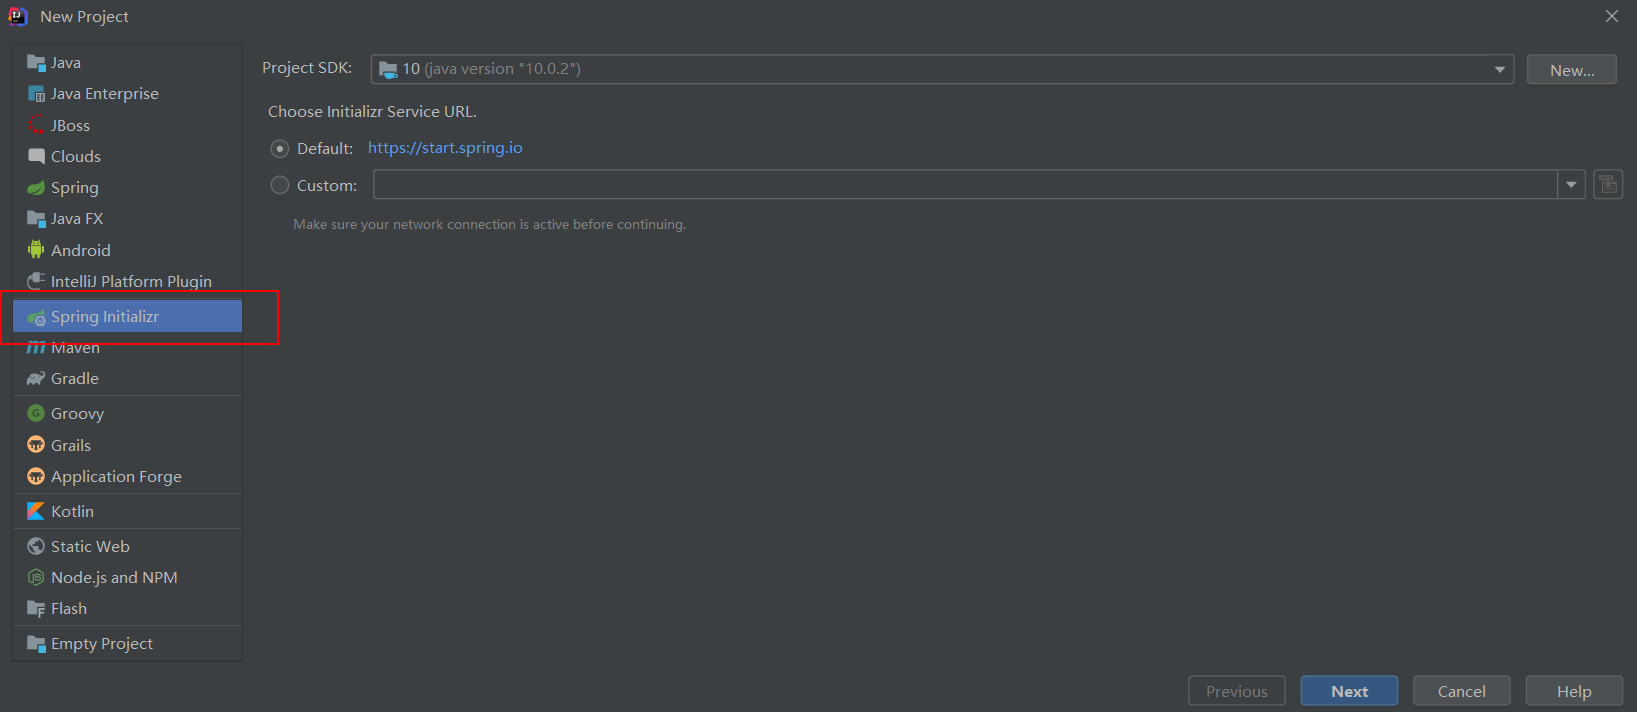 New Project
Java
Java Enterprise
JBoss
Clouds
Spring
Java FX
Android
IntelliJ Platform Plugin
Spring Initializr
Maven
Gradle
Groovy
Grails
Application Forge
Kotlin
Static Web
Node.js and NPM
Flash
Empty Project
Project SDK: 10 (java version "10.0.2") New...
Choose Initializr Service URL.
Default: https://start.spring.io
Custom:
Make sure your network connection is active before continuing.
Previous Next Cancel Help